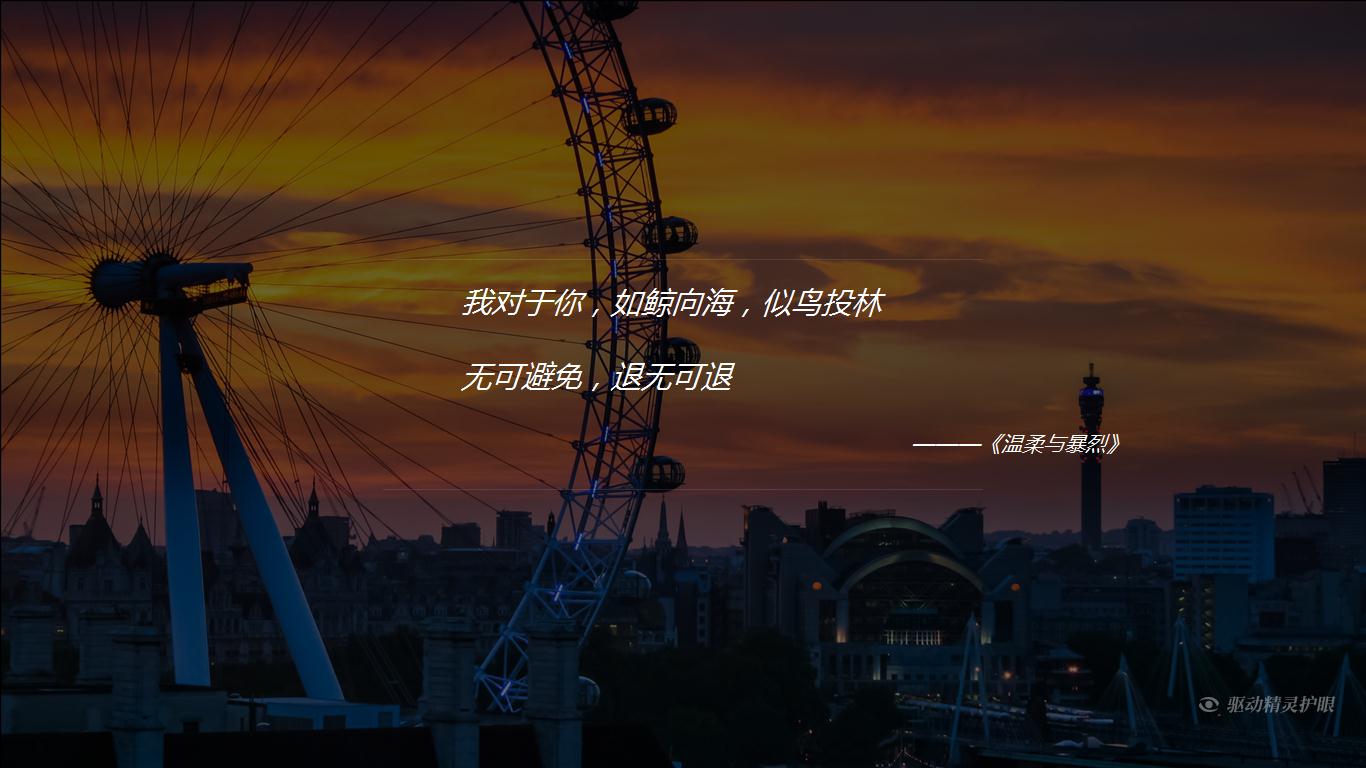 我对于你，如鲸向海，似鸟投林
无可避免，退无可退
————《温柔与暴烈》
驱动精灵护眼